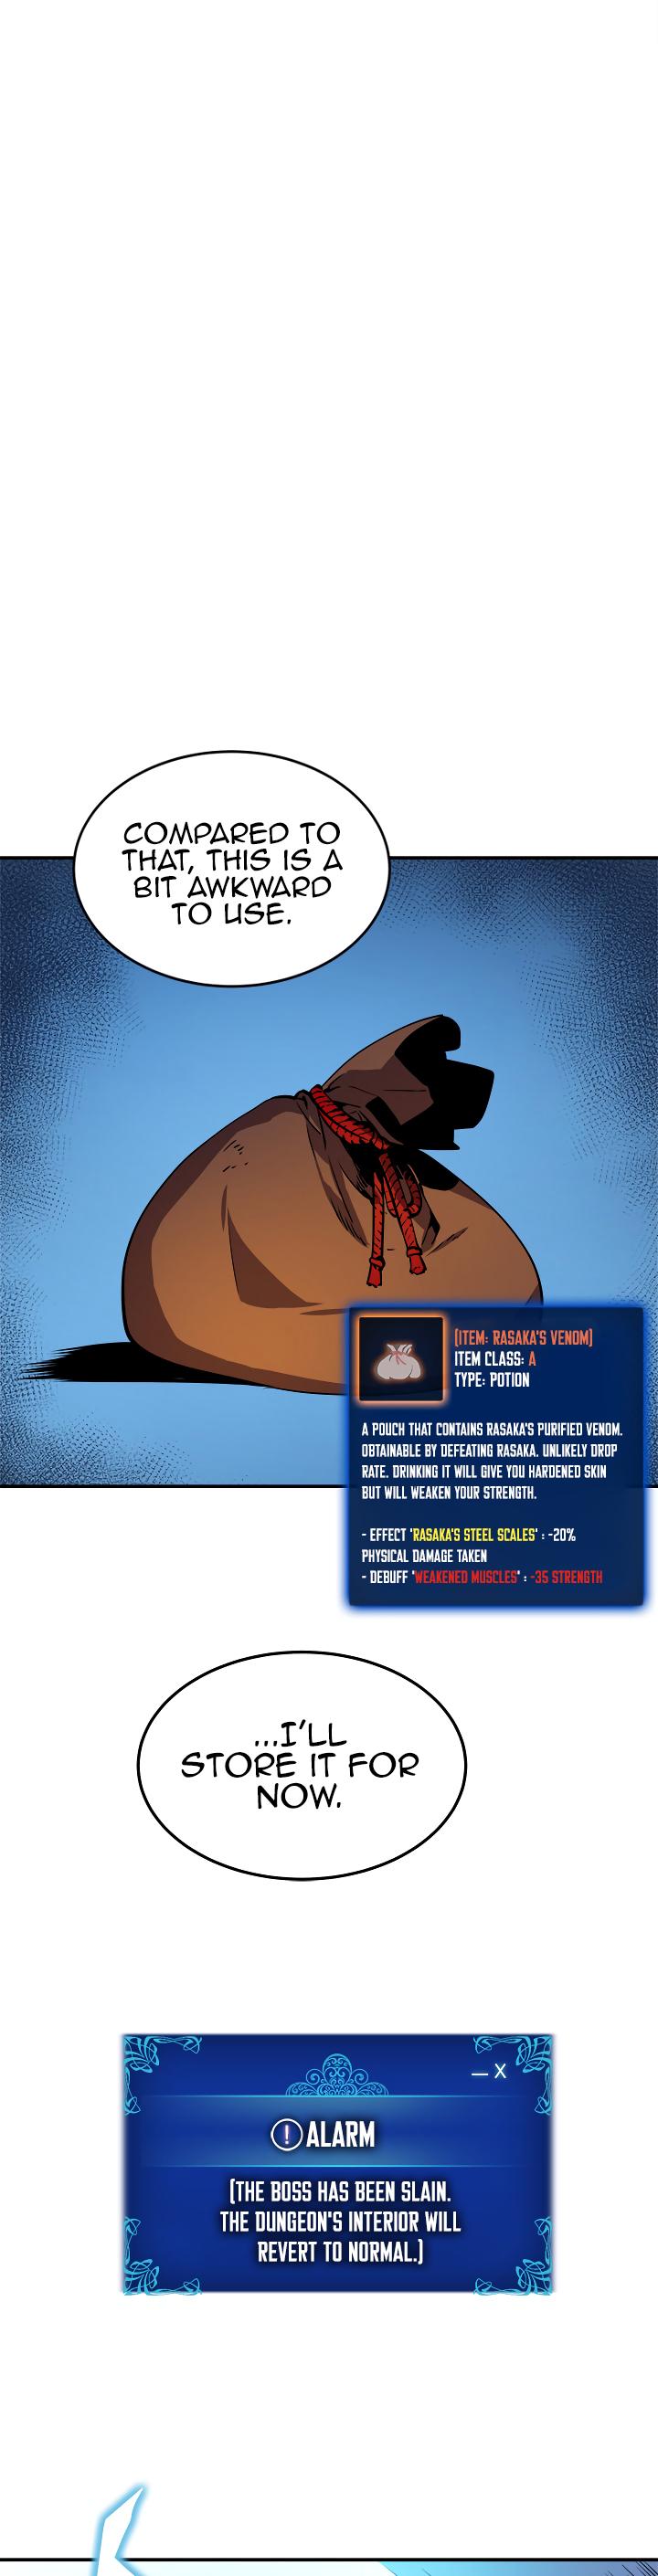 COMPARED TO
THAT, THIS IS A
BIT AWKWARD
TO USE.
[ITEM: RASAKA'S VENOM]
ITEM CLASS: A
TYPE: POTION
A POUCH THAT CONTAINS RASAKA'S PURIFIED VENOM.
OBTAINABLE BY DEFEATING RASAKA. UNLIKELY DROP
RATE. DRINKING IT WILL GIVE YOU HARDENED SKIN
BUT WILL WEAKEN YOUR STRENGTH.
- EFFECT 'RASAKA'S STEEL SCALES' : -20%
PHYSICAL DAMAGE TAKEN
- DEBUFF 'WEAKENED MUSCLES' : -35 STRENGTH
...I'LL
STORE IT FOR
NOW.
_ X
! ALARM
[THE BOSS HAS BEEN SLAIN.
THE DUNGEON'S INTERIOR WILL
REVERT TO NORMAL.]